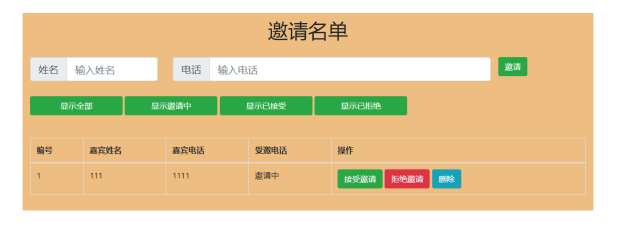 邀请名单
姓名 输入姓名 电话 输入电话 邀请
显示全部 显示邀请中 显示已接受 显示已拒绝
编号 嘉宾姓名 嘉宾电话 受邀电话 操作
1 111 1111 邀请中 接受邀请 拒绝邀请 删除